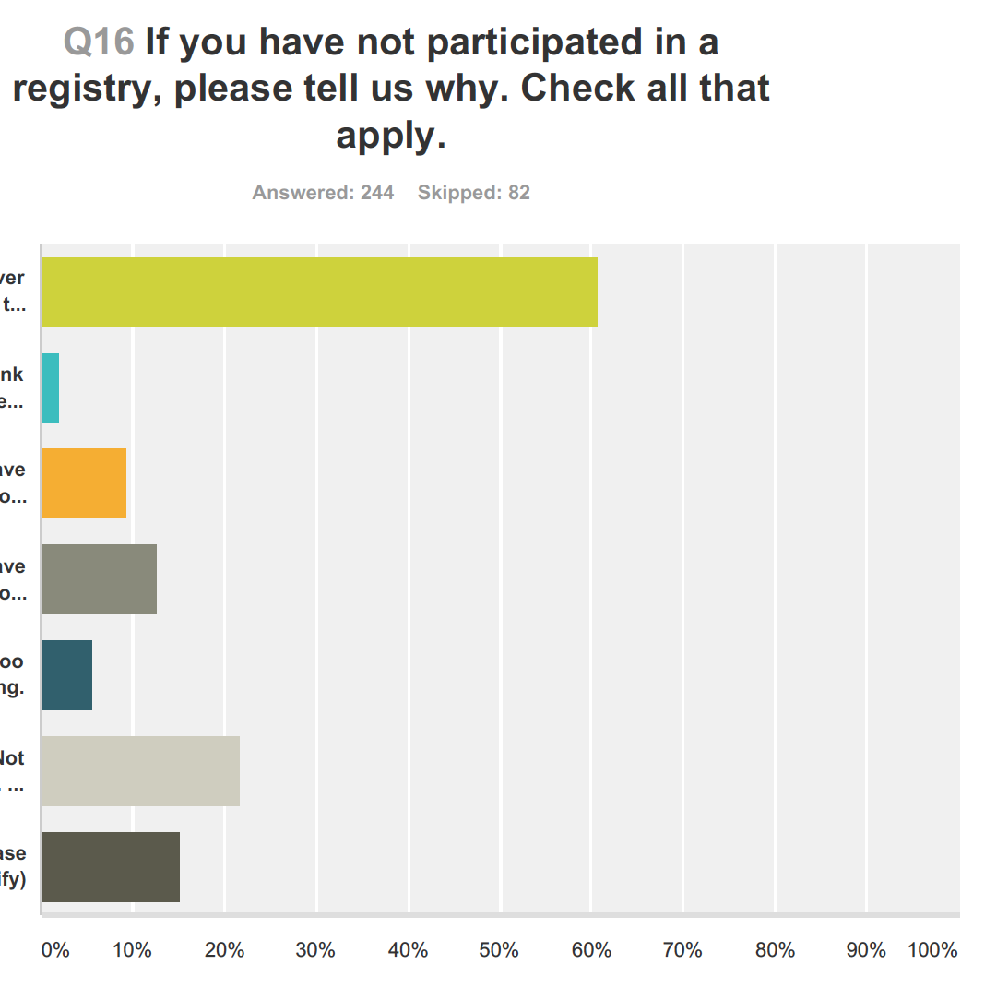 Q16 If you have not participated in a
registry, please tell us why. Check all that
apply.
Answered: 244 Skipped: 82
ver
t...
nk
e...
ave
o...
ave
o...
oo
ng.
Not
...
ase
ify)
0% 10% 20% 30% 40% 50% 60% 70% 80% 90% 100%